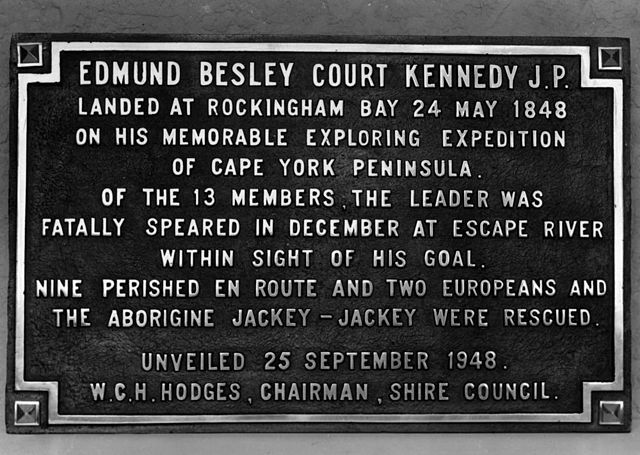 EDMUND BESLEY COURT KENNEDY J.P.
LANDED AT ROCKINGHAM BAY 24 MAY 1848
ON HIS MEMORABLE EXPLORING EXPEDITION
OF CAPE YORK PENINSULA.
OF THE 13 MEMBERS, THE LEADER WAS
FATALLY SPEARED IN DECEMBER AT ESCAPE RIVER
WITHIN SIGHT OF HIS GOAL.
NINE PERISHED EN ROUTE AND TWO EUROPEANS AND
THE ABORIGINE JACKEY-JACKEY WERE RESCUED.
UNVEILED 25 SEPTEMBER 1948.
W.C.H. HODGES, CHAIRMAN, SHIRE COUNCIL.